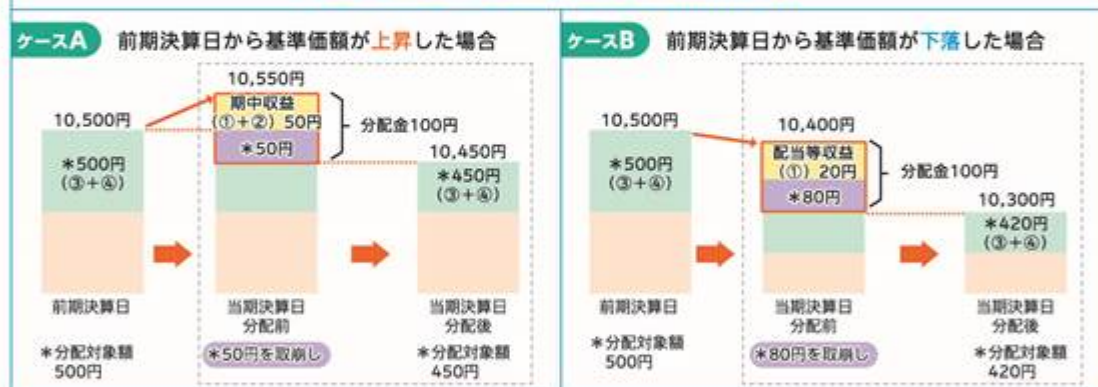 ケースA 前期決算日から基準価額が上昇した場合
10,550円
期中収益
(①+②) 50円
*50円
10,500円
*500円
(③+④)
分配金100円
10,450円
*450円
(③+④)
前期決算日
当期決算日
分配前
当期決算日
分配後
*分配対象額
500円
*50円を取崩し
*分配対象額
450円
ケースB 前期決算日から基準価額が下落した場合
10,500円
*500円
(③+④)
10,400円
配当等収益
(①) 20円
*80円
分配金100円
10,300円
*420円
(③+④)
前期決算日
当期決算日
分配前
当期決算日
分配後
*分配対象額
500円
*80円を取崩し
*分配対象額
420円